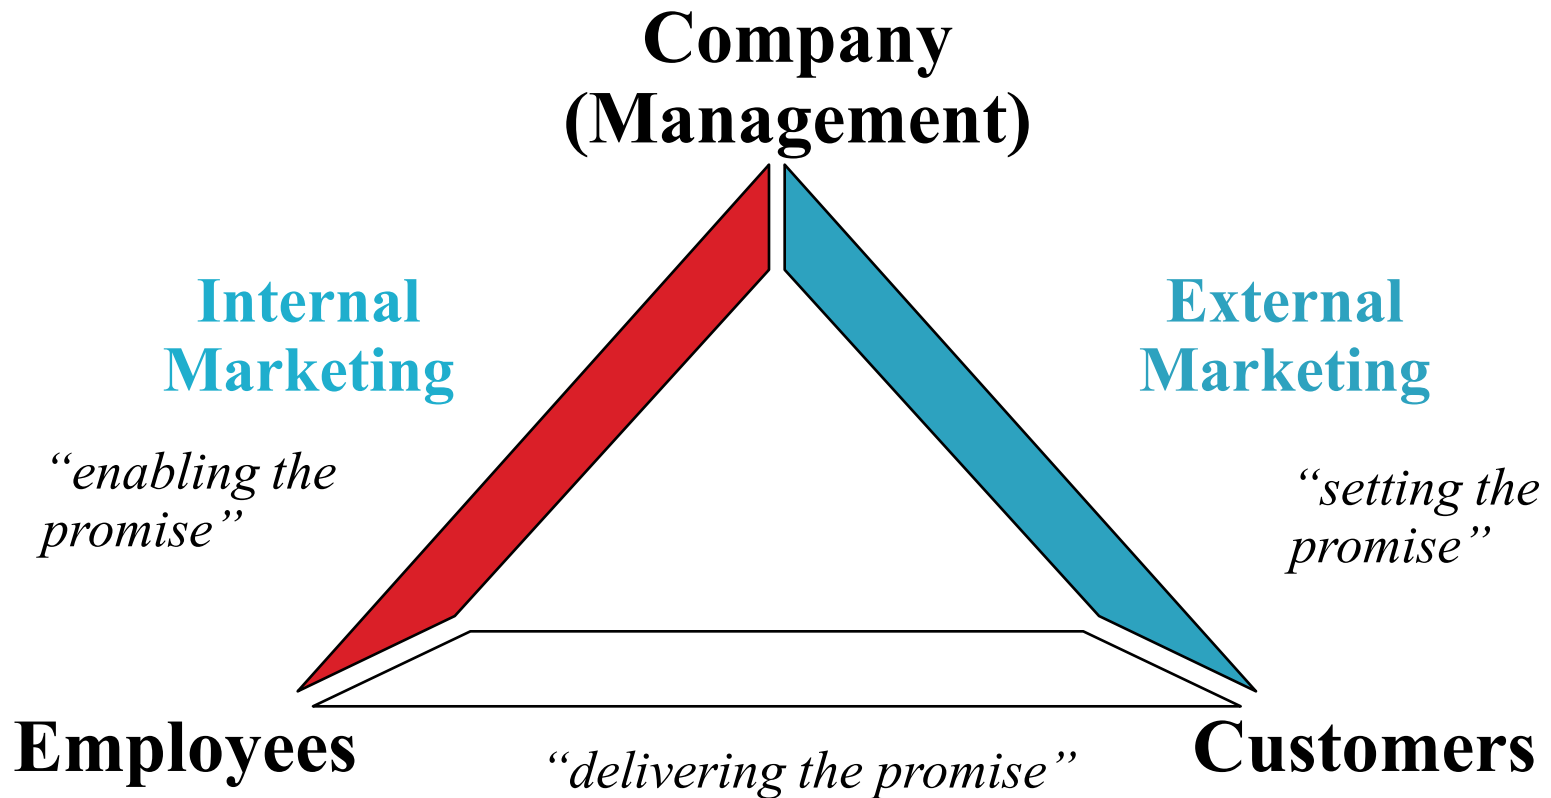 Company
(Management)
Internal
Marketing
External
Marketing
“enabling the
promise”
“setting the
promise”
Employees
“delivering the promise”
Customers